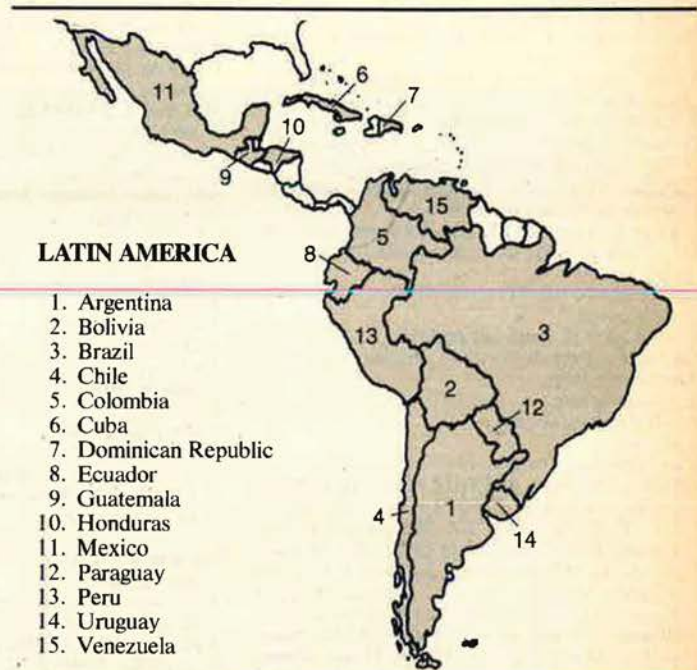 6
7
11
10
9
15
5
8
LATIN AMERICA
1. Argentina
2. Bolivia
3. Brazil
4. Chile
5. Colombia
6. Cuba
7. Dominican Republic
8. Ecuador
9. Guatemala
10. Honduras
11. Mexico
12. Paraguay
13. Peru
14. Uruguay
15. Venezuela
13
3
2
12
4
1
14